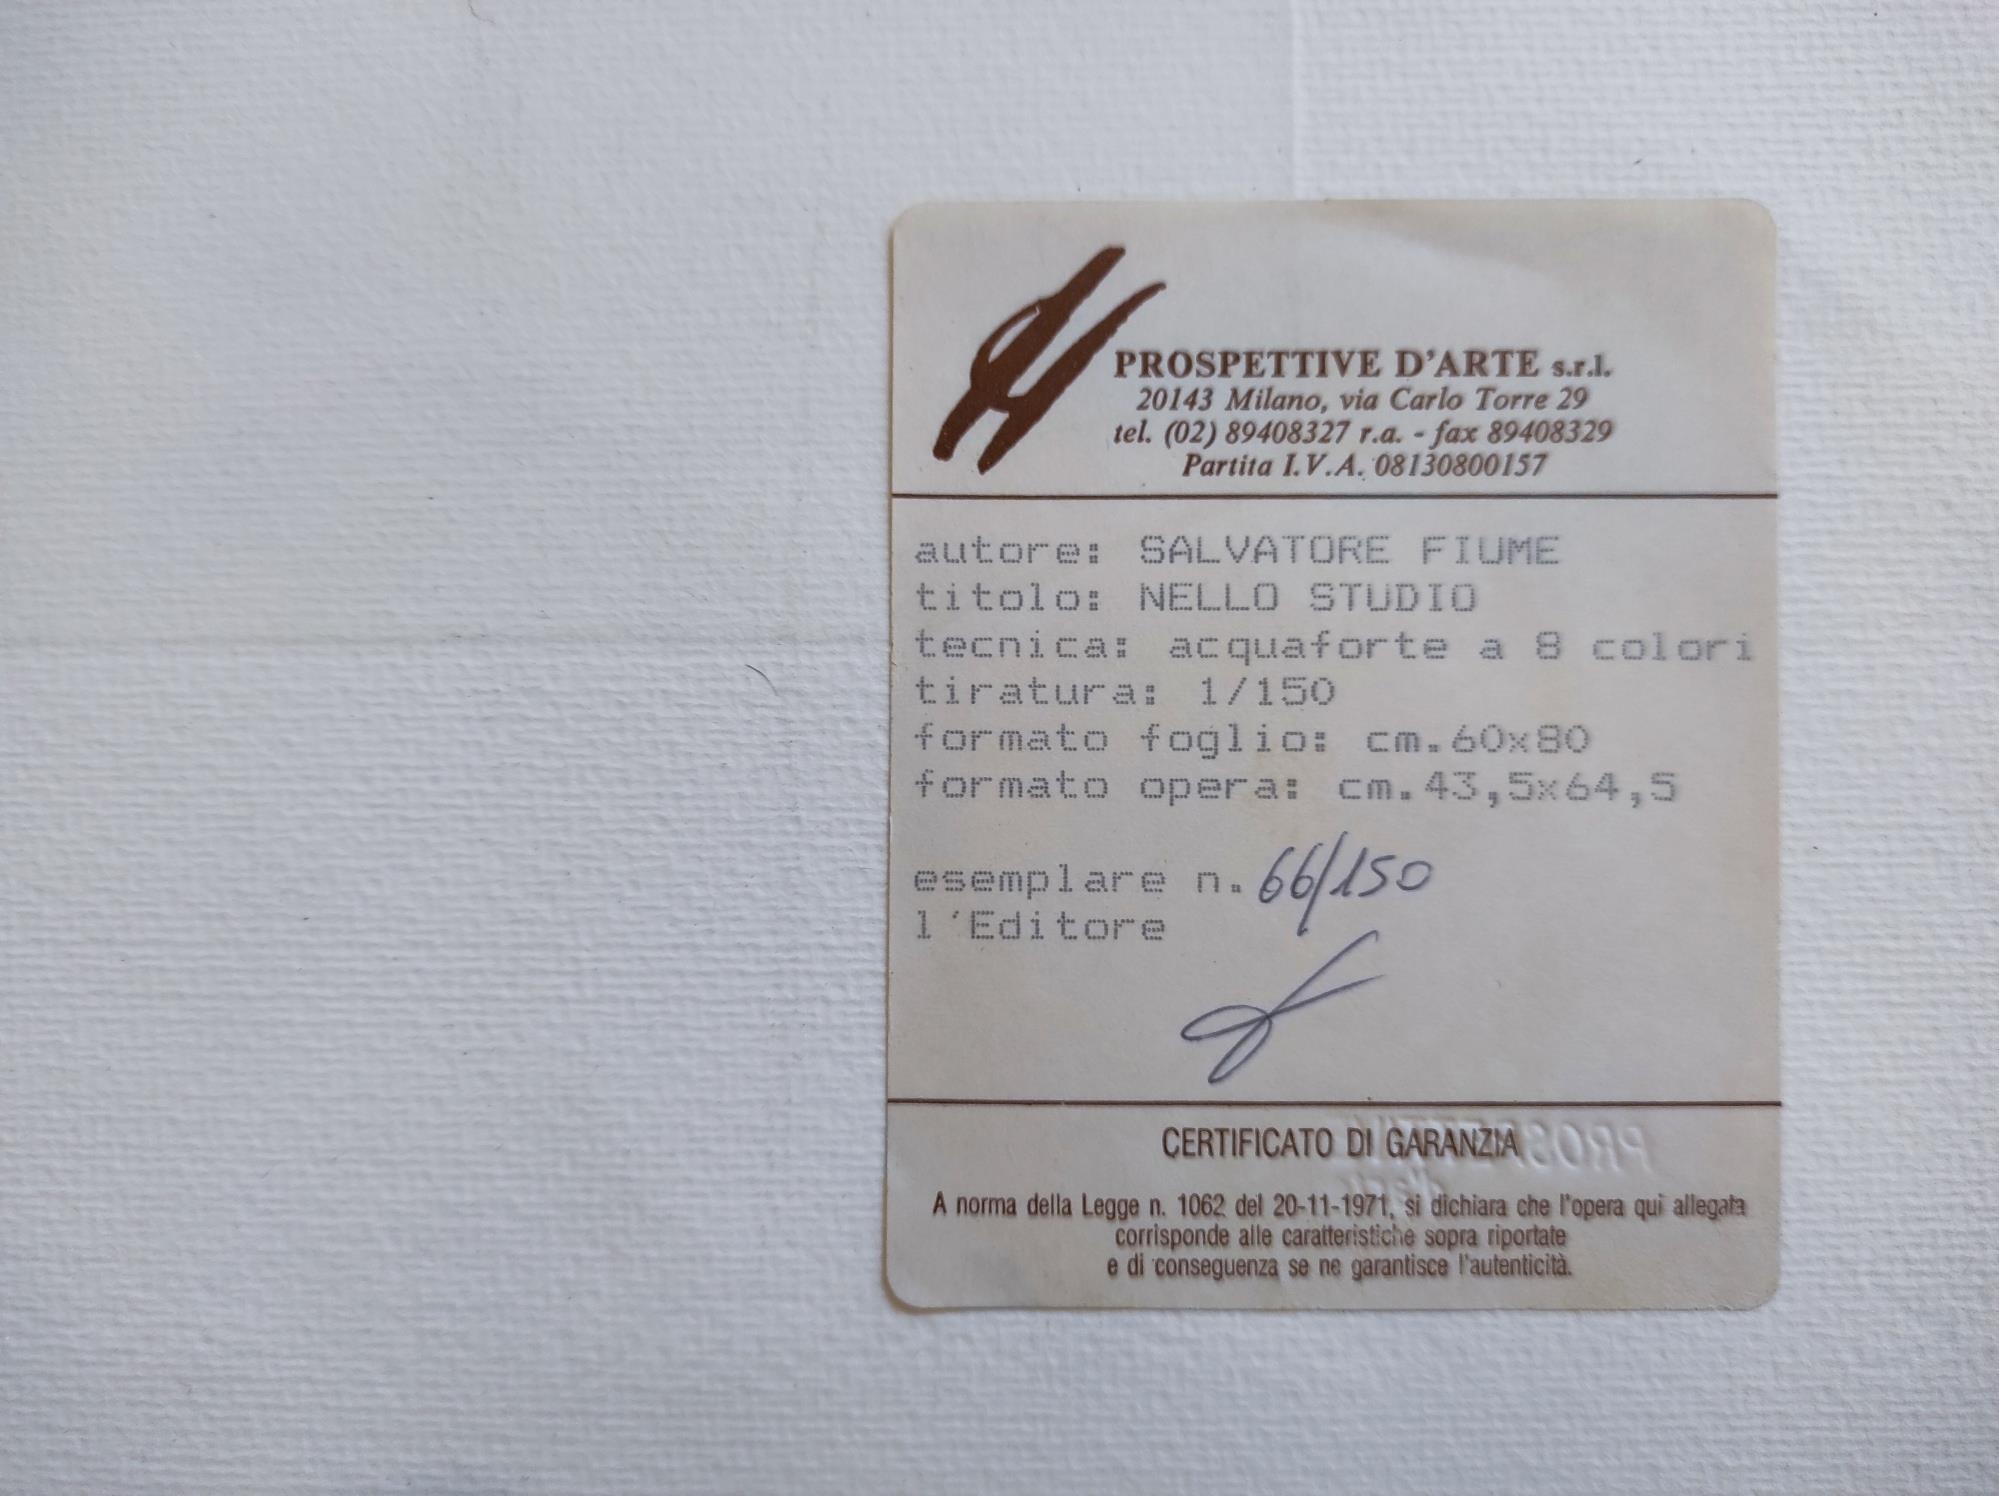 PROSPETTIVE D'ARTE s.r.l.
20143 Milano, via Carlo Torre 29
tel. (02) 89408327 r.a. - fax 89408329
Partita I.V.A. 08130800157
autore: SALVATORE FIUME
titolo: NELLO STUDIO
tecnica: acquaforte a 8 colori
tiratura: 1/150
formato foglio: cm.60x80
formato opera: cm.43,5x64,5
esemplare n. 66/150
l'Editore
CERTIFICATO DI GARANZIA
A norma della Legge n. 1062 del 20-11-1971, si dichiara che l'opera qui allegata
corrisponde alle caratteristiche sopra riportate
e di conseguenza se ne garantisce l'autenticità.